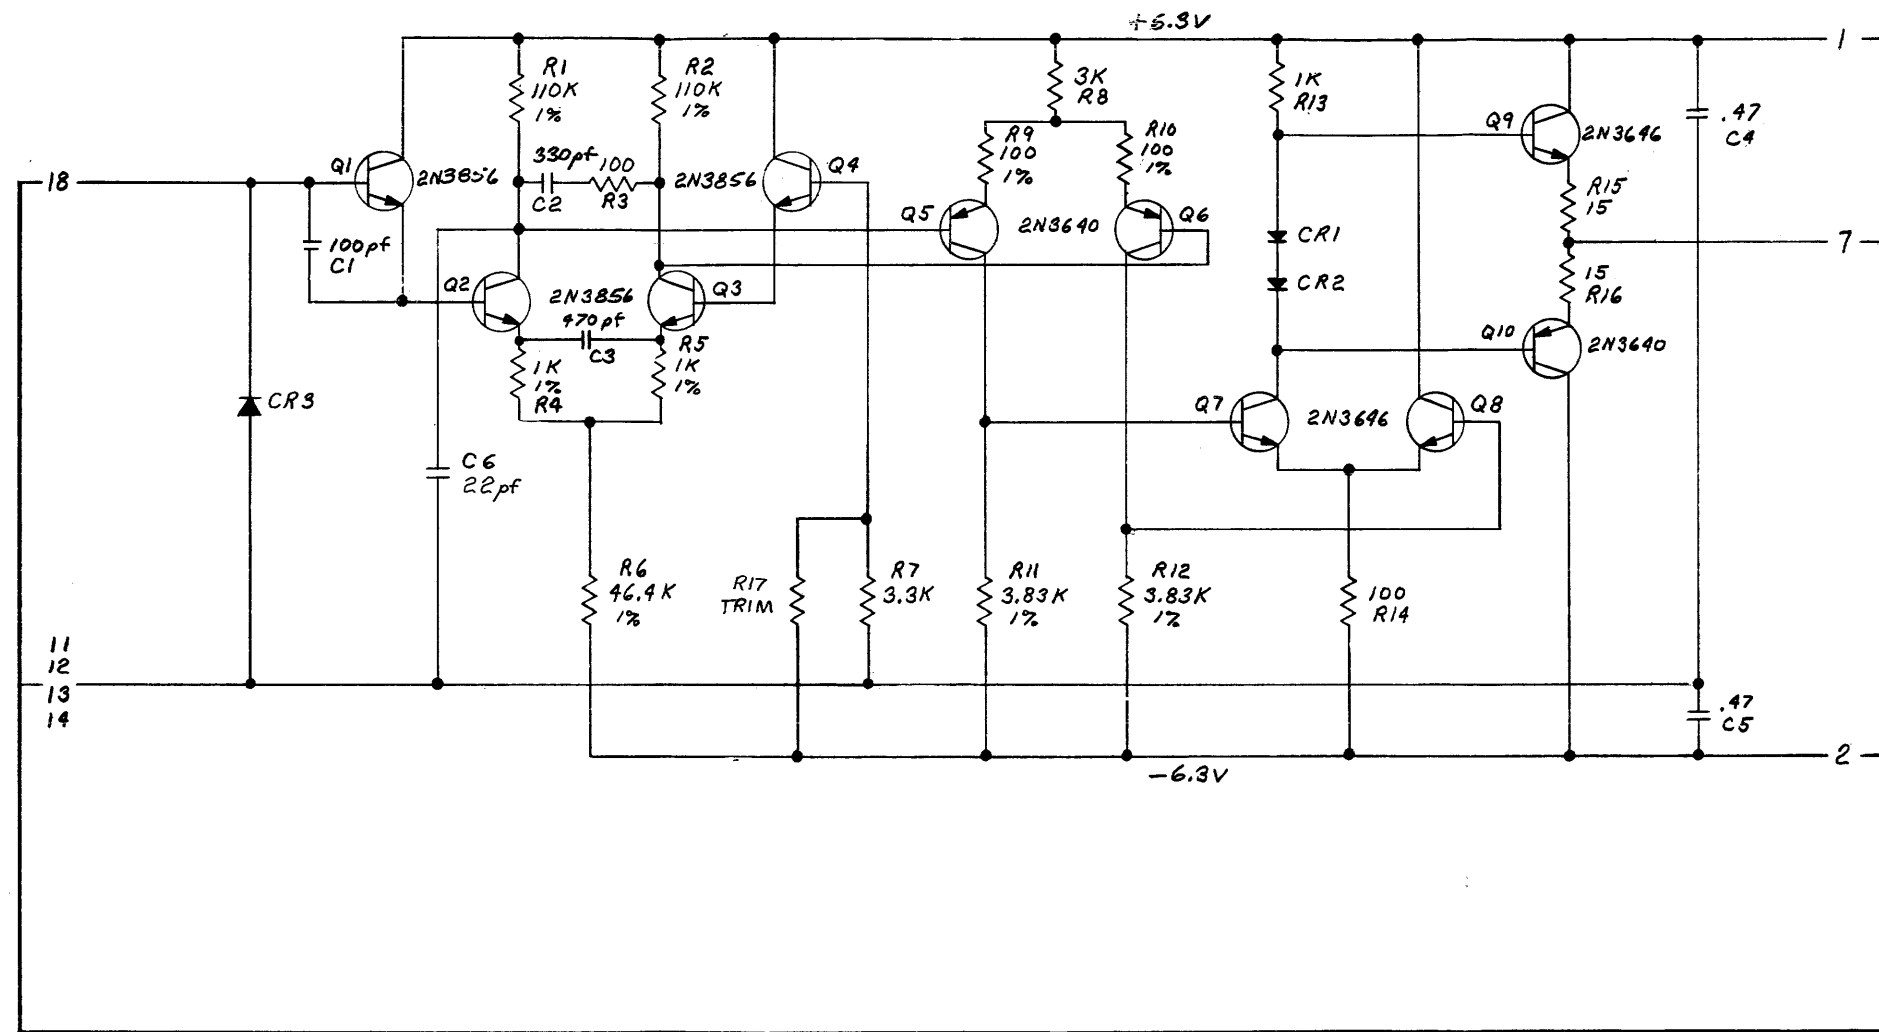 +6.3V
1
R1
110K
1%
R2
110K
1%
3K
R8
1K
R13
.47
C4
Q9
2N3646
R9
100
1%
R10
100
1%
Q1
2N3856
330pf
C2
100
R3
2N3856
Q4
18
R15
15
Q5
2N3640
Q6
100pf
C1
CR1
7
15
R16
CR2
Q2
2N3856
Q3
470pf
C3
R5
1K
1%
1K
1%
R4
Q10
2N3640
CR3
Q7
2N3646
Q8
C6
22pf
R6
46.4K
1%
R17
TRIM
R7
3.3K
R11
3.83K
1%
R12
3.83K
1%
100
R14
11
12
13
14
.47
C5
-6.3V
2